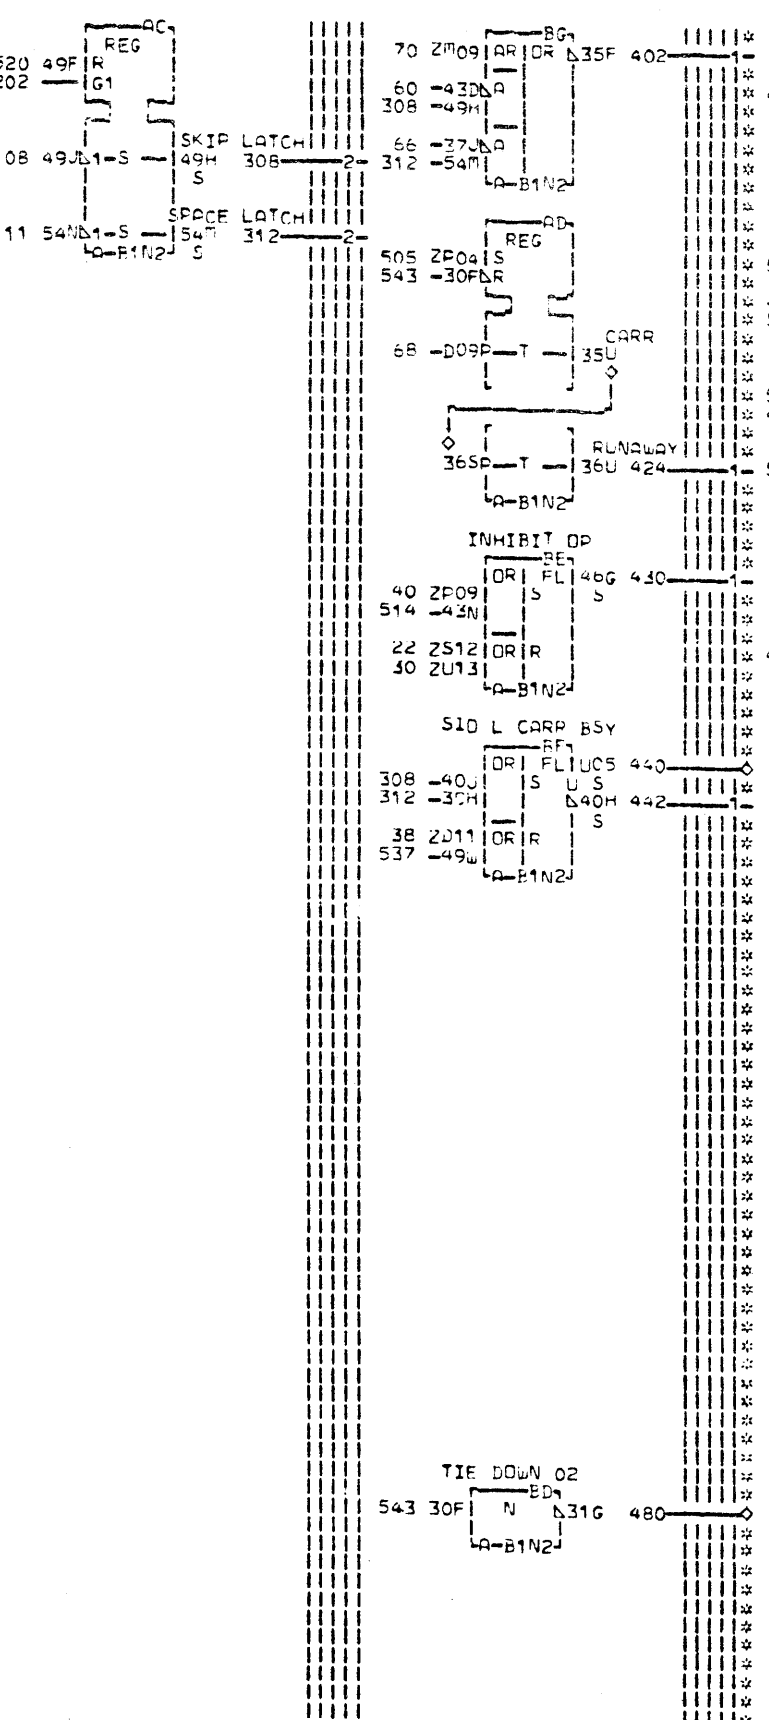 AC
REG
520 49F R
202 G1
SKIP LATCH
08 49J 1-S 49H 308 2
S
SPACE LATCH
11 54N 1-S 54M 312 2
A-B1N2 S
BG
70 ZM09 AR OR 35F 402 1
60 -43D A
308 -49H
66 -37J A
312 -54M
A-B1N2
AD
REG
505 ZP04 S
543 -30F R
CARR
68 -D09P T 35U
RUNAWAY
36S P T 36U 424 1
A-B1N2
INHIBIT OP
BE
OR FL 46G 430 1
40 ZP09 S S
514 -43N
22 ZS12 OR R
30 ZU13
A-B1N2
SIO L CARR BSY
BF
OR FL U05 440
308 -40J S U S
312 -39H 40H 442 1
S
38 ZD11 OR R
537 -49W
A-B1N2
TIE DOWN 02
BD
543 30F N 31G 480
A-B1N2